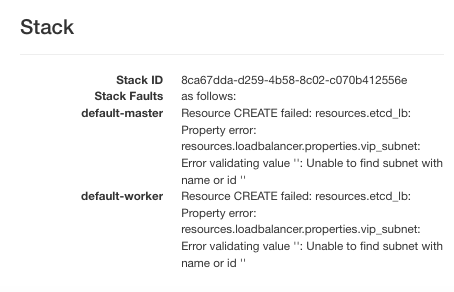 Stack
Stack ID 8ca67dda-d259-4b58-8c02-c070b412556e
Stack Faults as follows:
default-master Resource CREATE failed: resources.etcd_lb:
Property error:
resources.loadbalancer.properties.vip_subnet:
Error validating value '': Unable to find subnet with
name or id ''
default-worker Resource CREATE failed: resources.etcd_lb:
Property error:
resources.loadbalancer.properties.vip_subnet:
Error validating value '': Unable to find subnet with
name or id ''